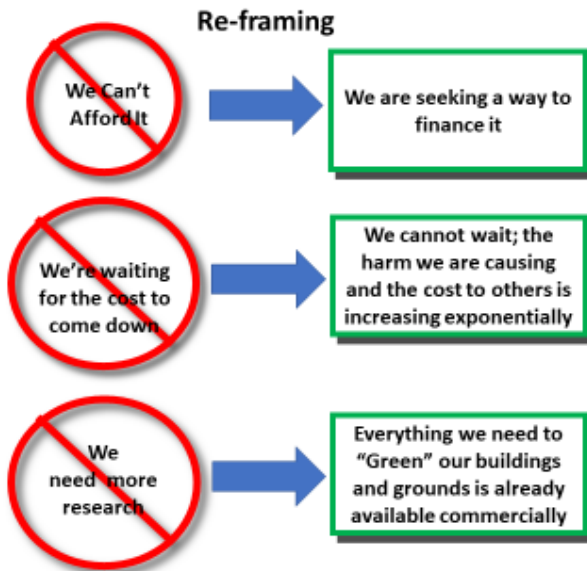 Re-framing
We Can't
Afford It
We are seeking a way to
finance it
We're waiting
for the cost to
come down
We cannot wait; the
harm we are causing
and the cost to others is
increasing exponentially
We
need more
research
Everything we need to
“Green” our buildings
and grounds is already
available commercially